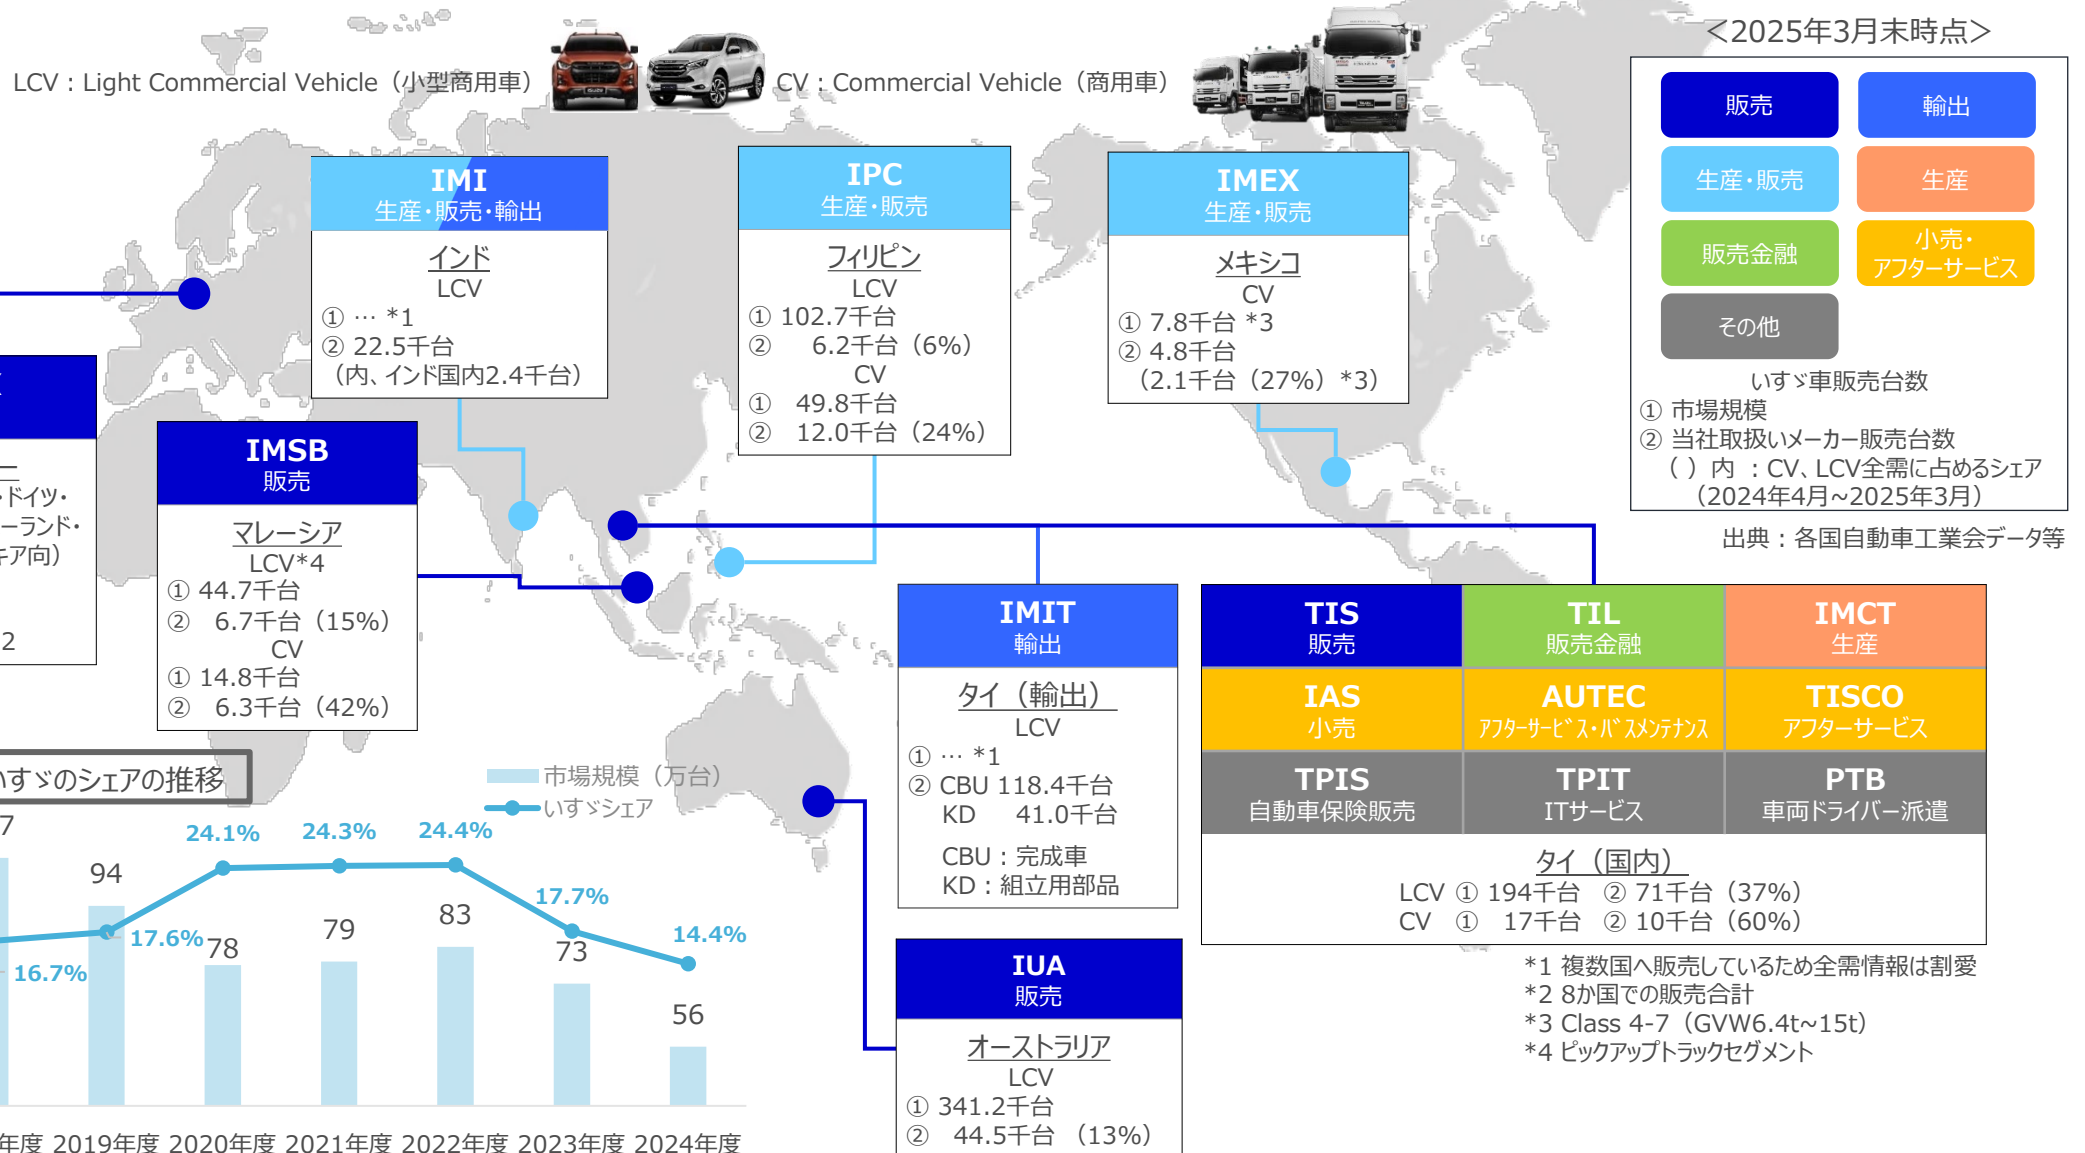 <2025年3月末時点>
LCV：Light Commercial Vehicle（小型商用車）
CV：Commercial Vehicle（商用車）
販売
輸出
生産・販売
生産
販売金融
小売・
アフターサービス
その他
いすゞ車販売台数
① 市場規模
② 当社取扱いメーカー販売台数
（ ）内 ：CV、LCV全需に占めるシェア
（2024年4月~2025年3月）
出典：各国自動車工業会データ等
IMI
生産・販売・輸出
インド
LCV
① … *1
② 22.5千台
（内、インド国内2.4千台）
IPC
生産・販売
フィリピン
LCV
① 102.7千台
② 6.2千台（6%）
CV
① 49.8千台
② 12.0千台（24%）
IMEX
生産・販売
メキシコ
CV
① 7.8千台 *3
② 4.8千台
（2.1千台（27%）*3）
・ドイツ・
ーランド・
キア向）
2
IMSB
販売
マレーシア
LCV*4
① 44.7千台
② 6.7千台（15%）
CV
① 14.8千台
② 6.3千台（42%）
IMIT
輸出
タイ（輸出）
LCV
① … *1
② CBU 118.4千台
KD 41.0千台
CBU：完成車
KD：組立用部品
TIS
販売
TIL
販売金融
IMCT
生産
IAS
小売
AUTEC
アフターサービス・バスメンテナンス
TISCO
アフターサービス
TPIS
自動車保険販売
TPIT
ITサービス
PTB
車両ドライバー派遣
タイ（国内）
LCV ① 194千台 ② 71千台（37%）
CV ① 17千台 ② 10千台（60%）
*1 複数国へ販売しているため全需情報は割愛
*2 8か国での販売合計
*3 Class 4-7（GVW6.4t~15t）
*4 ピックアップトラックセグメント
IUA
販売
オーストラリア
LCV
① 341.2千台
② 44.5千台 （13%）
いすゞのシェアの推移
市場規模（万台）
いすゞシェア
7
94
78
79
83
73
56
16.7%
17.6%
24.1%
24.3%
24.4%
17.7%
14.4%
年度 2019年度 2020年度 2021年度 2022年度 2023年度 2024年度